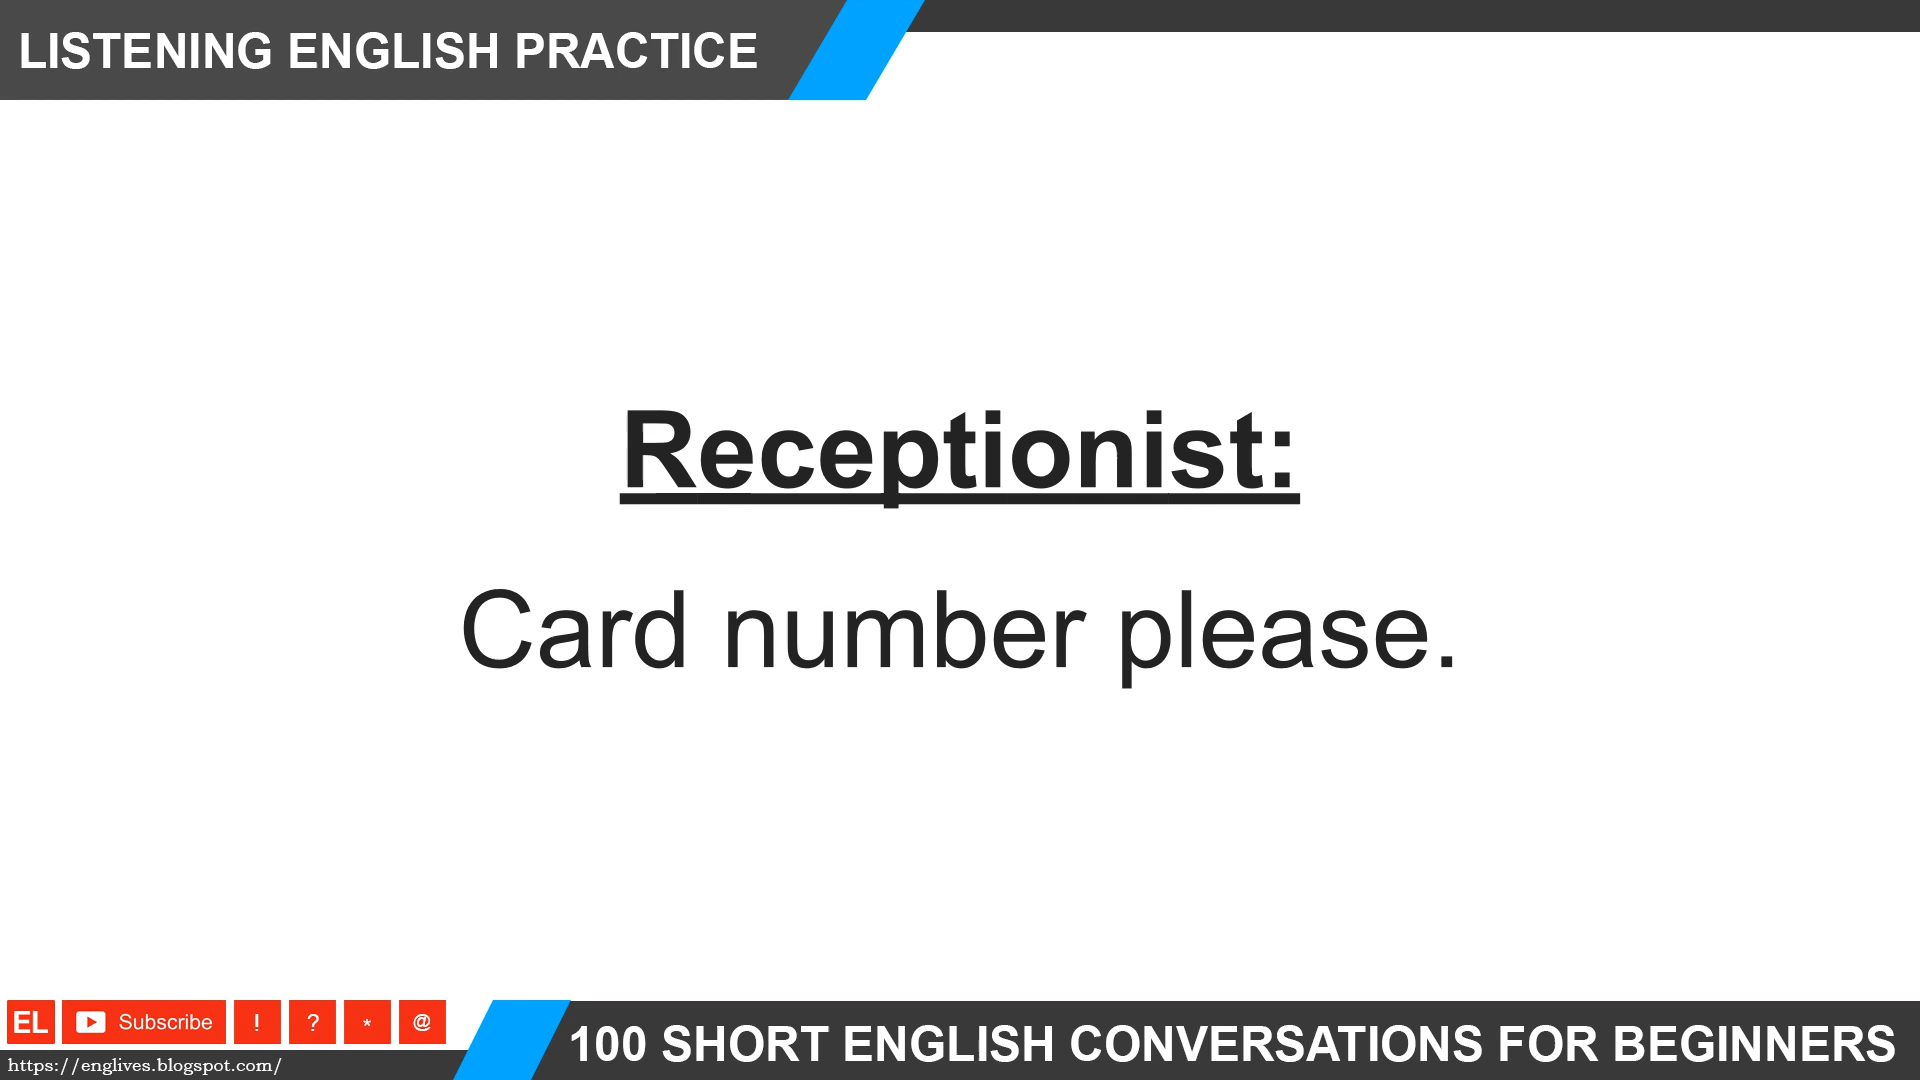 LISTENING ENGLISH PRACTICE
Receptionist:
Card number please.
EL Subscribe ! ? * @
https://englives.blogspot.com/
100 SHORT ENGLISH CONVERSATIONS FOR BEGINNERS